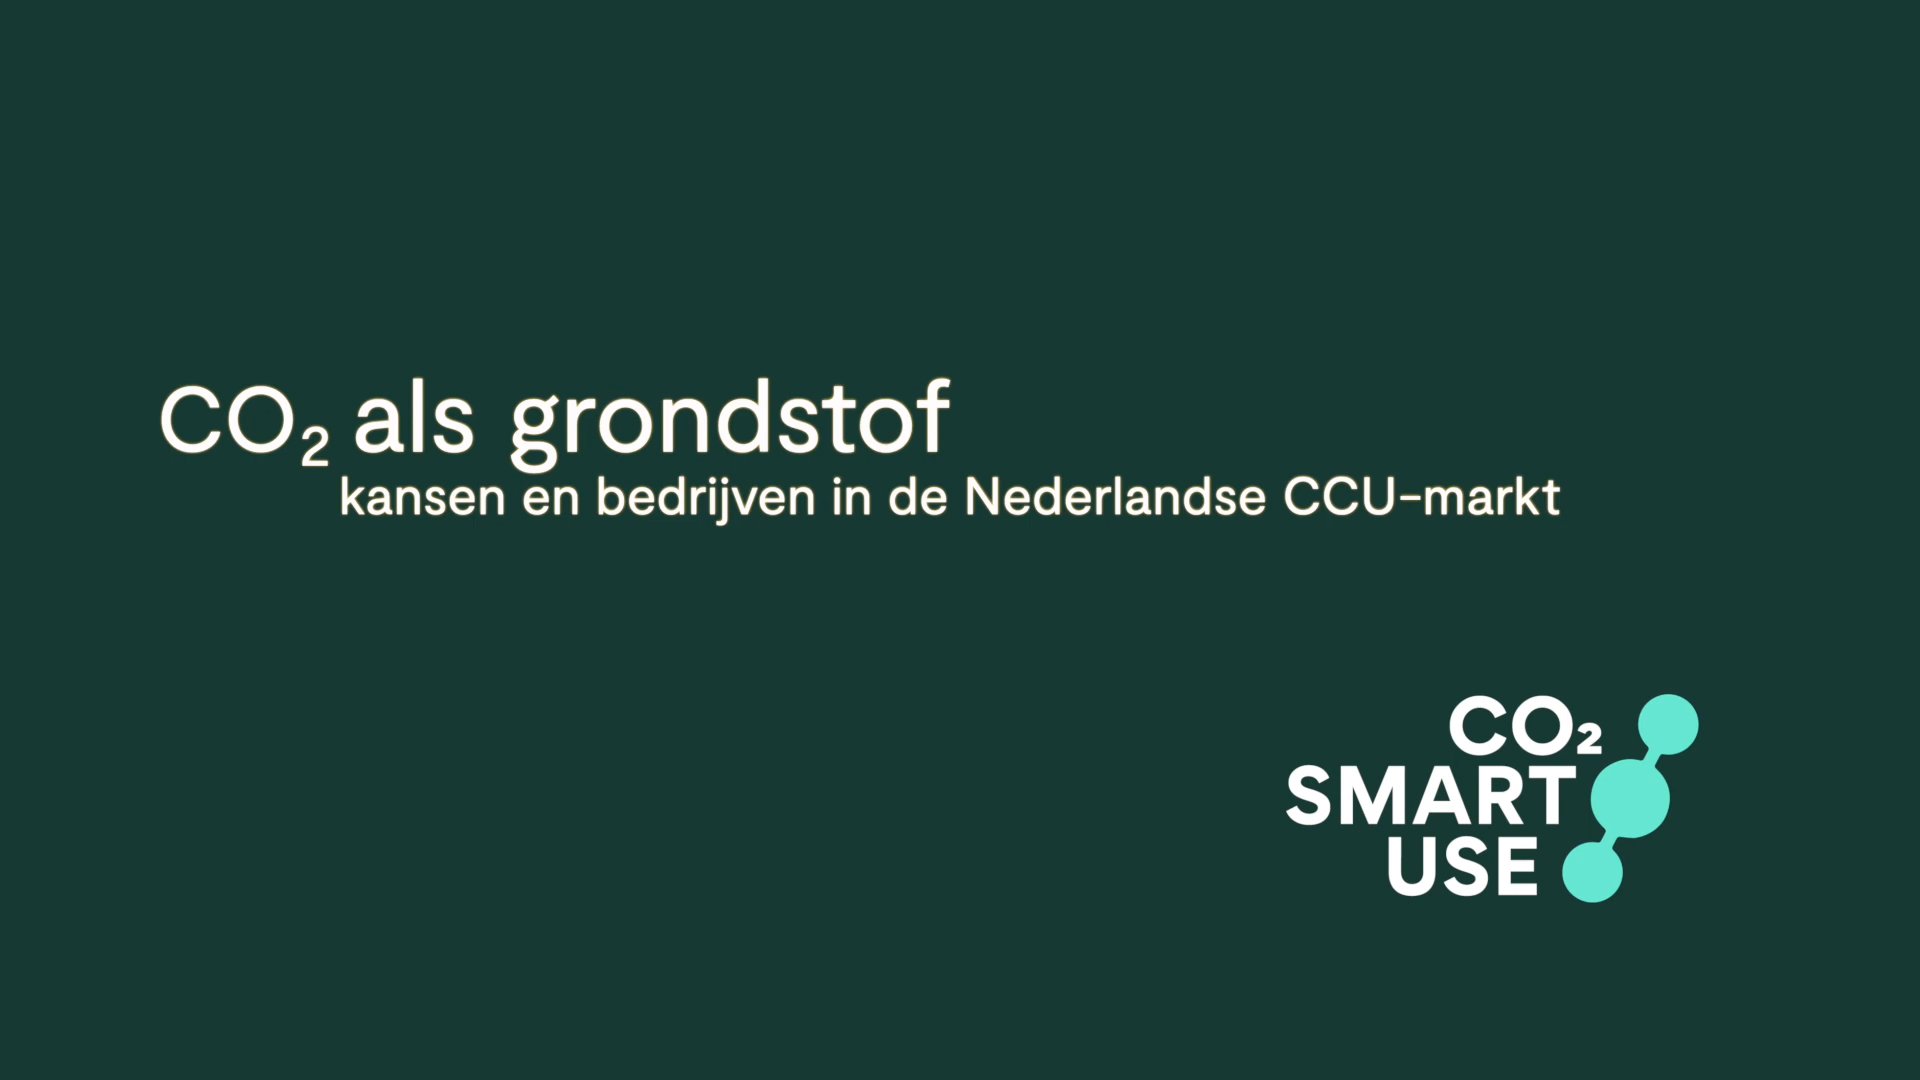 CO₂ als grondstof
kansen en bedrijven in de Nederlandse CCU-markt
CO₂
SMART
USE